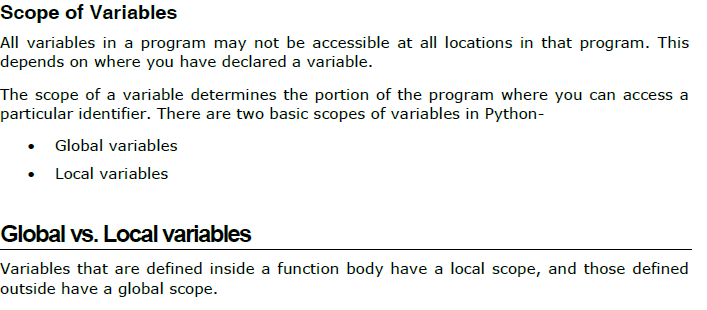 Scope of Variables
All variables in a program may not be accessible at all locations in that program. This
depends on where you have declared a variable.
The scope of a variable determines the portion of the program where you can access a
particular identifier. There are two basic scopes of variables in Python-
• Global variables
• Local variables
Global vs. Local variables
Variables that are defined inside a function body have a local scope, and those defined
outside have a global scope.